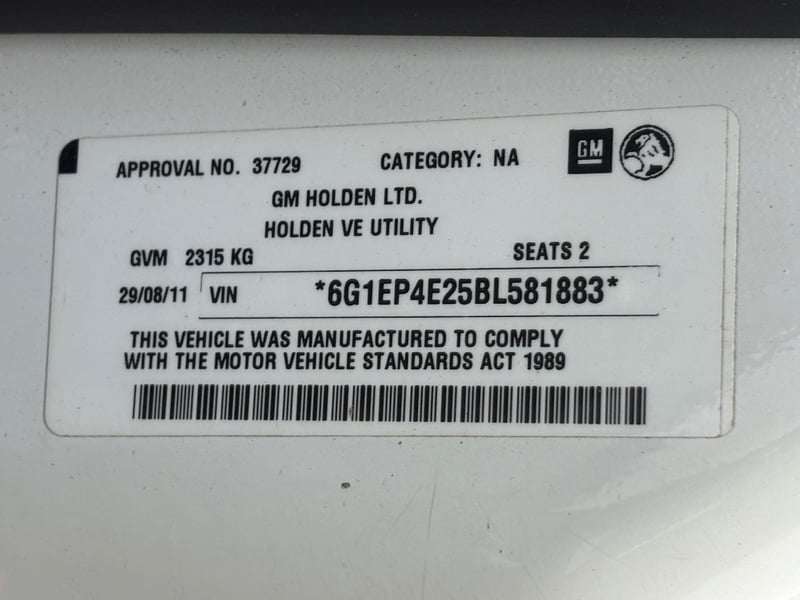 APPROVAL NO. 37729 CATEGORY: NA GM
GM HOLDEN LTD.
HOLDEN VE UTILITY
GVM 2315 KG SEATS 2
29/08/11 VIN *6G1EP4E25BL581883*
THIS VEHICLE WAS MANUFACTURED TO COMPLY
WITH THE MOTOR VEHICLE STANDARDS ACT 1989